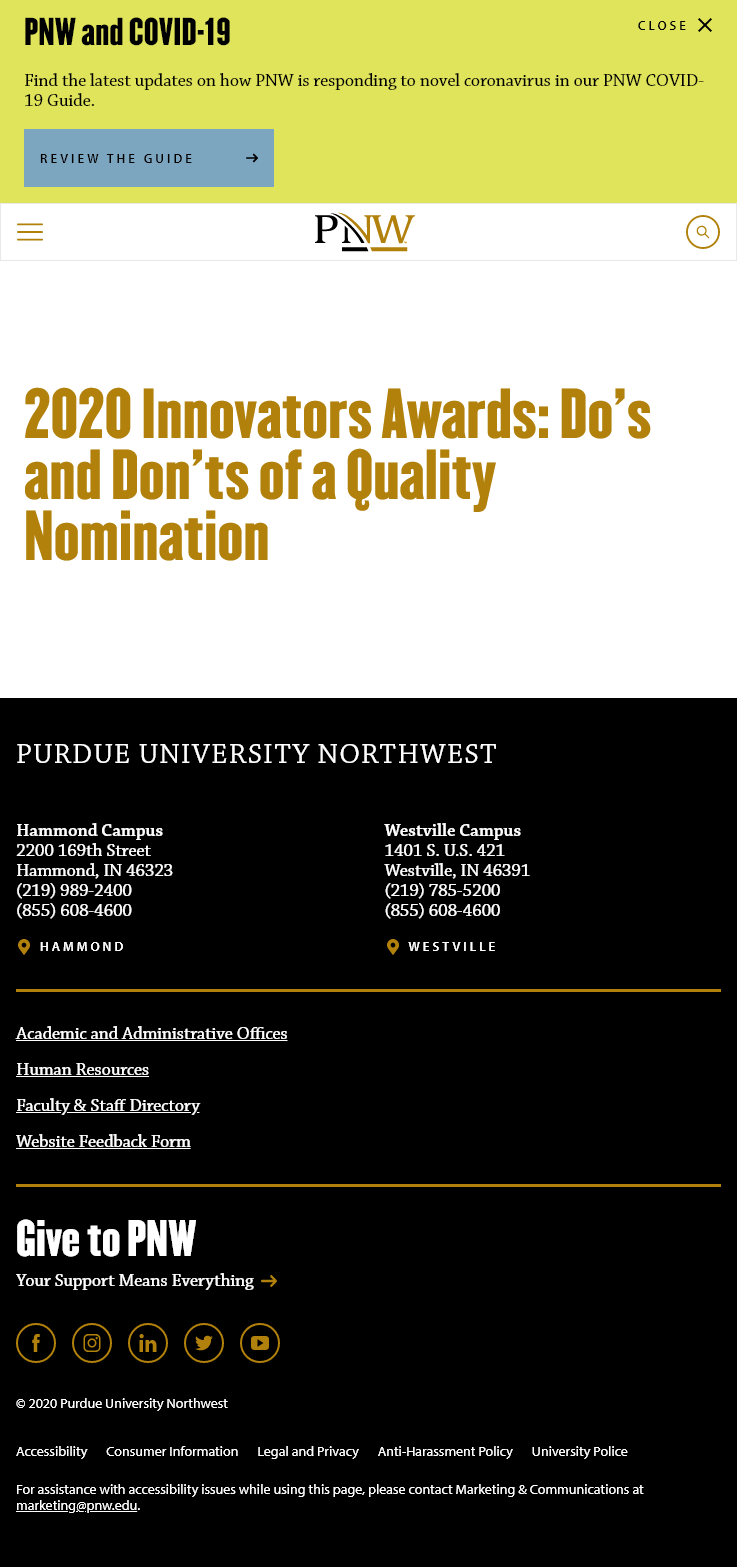 PNW and COVID-19
CLOSE
Find the latest updates on how PNW is responding to novel coronavirus in our PNW COVID-
19 Guide.
REVIEW THE GUIDE
PNW
2020 Innovators Awards: Do’s
and Don’ts of a Quality
Nomination
PURDUE UNIVERSITY NORTHWEST
Hammond Campus
2200 169th Street
Hammond, IN 46323
(219) 989-2400
(855) 608-4600
HAMMOND
Westville Campus
1401 S. U.S. 421
Westville, IN 46391
(219) 785-5200
(855) 608-4600
WESTVILLE
Academic and Administrative Offices
Human Resources
Faculty & Staff Directory
Website Feedback Form
Give to PNW
Your Support Means Everything
© 2020 Purdue University Northwest
Accessibility Consumer Information Legal and Privacy Anti-Harassment Policy University Police
For assistance with accessibility issues while using this page, please contact Marketing & Communications at
marketing@pnw.edu.